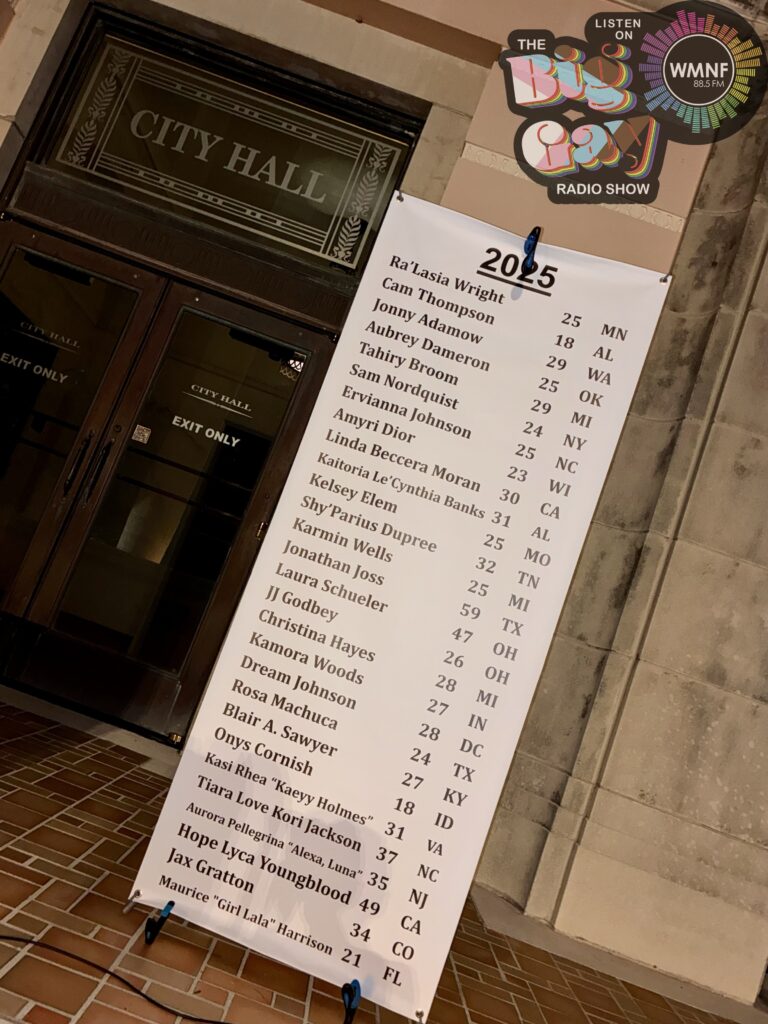 LISTEN
ON
THE
BIG
GAY
RADIO SHOW
WMNF
88.5 FM
CITY HALL
CITY HALL
EXIT ONLY
CITY HALL
EXIT ONLY
2025
Ra'Lasia Wright 25 MN
Cam Thompson 18 AL
Jonny Adamow 29 WA
Aubrey Dameron 25 OK
Tahiry Broom 29 MI
Sam Nordquist 24 NY
Ervianna Johnson 25 NC
Amyri Dior 23 WI
Linda Beccera Moran 30 CA
Kaitoria Le'Cynthia Banks 31 AL
Kelsey Elem 25 MO
Shy'Parius Dupree 32 TN
Karmin Wells 25 MI
Jonathan Joss 59 TX
Laura Schueler 47 OH
JJ Godbey 26 OH
Christina Hayes 28 MI
Kamora Woods 27 IN
Dream Johnson 28 DC
Rosa Machuca 24 TX
Blair A. Sawyer 27 KY
Onys Cornish 18 ID
Kasi Rhea "Kaeyy Holmes" 31 VA
Tiara Love Kori Jackson 37 NC
Aurora Pellegrina "Alexa, Luna" 35 NJ
Hope Lyca Youngblood 49 CA
Jax Gratton 34 CO
Maurice "Girl Lala" Harrison 21 FL